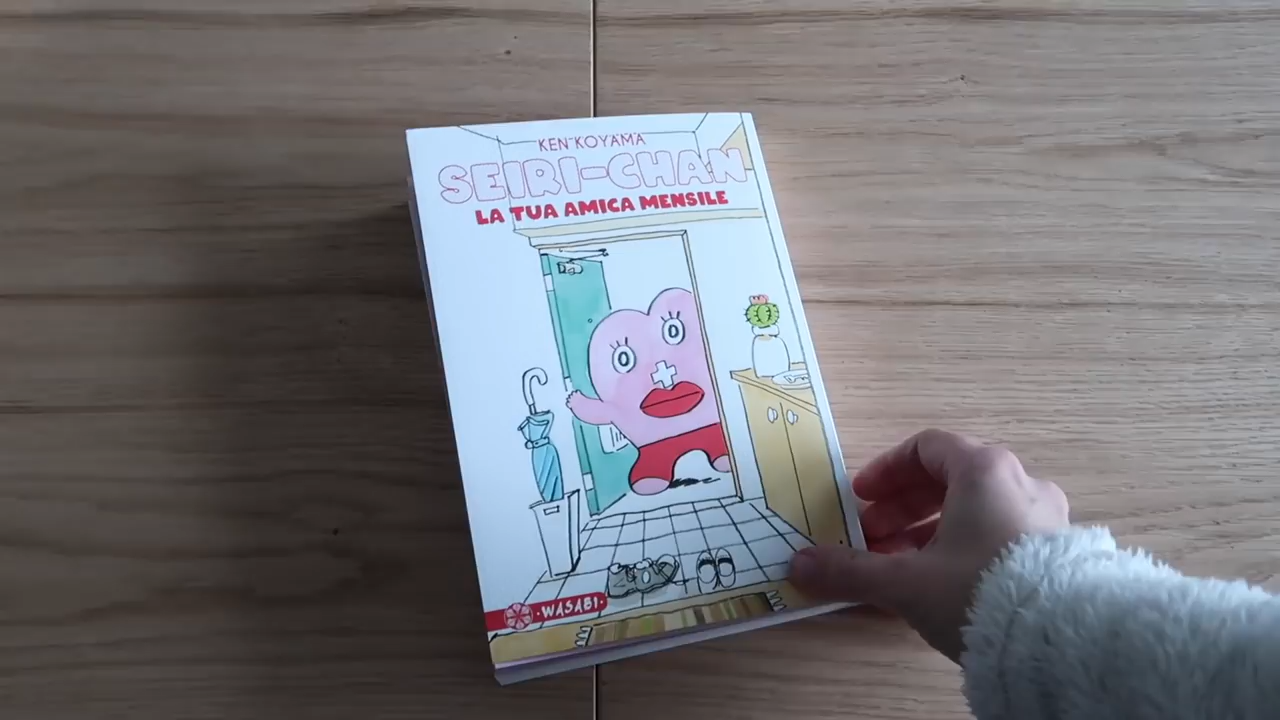 KEN KOYAMA
SEIRI-CHAN
LA TUA AMICA MENSILE
·WASABI·